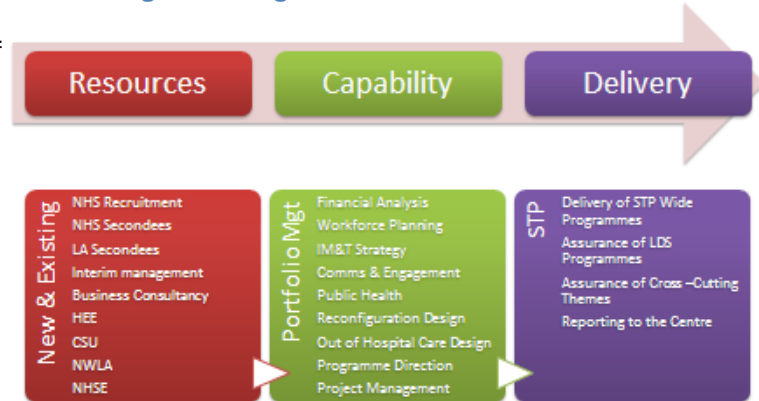 Resources
Capability
Delivery
New & Existing
NHS Recruitment
NHS Secondees
LA Secondees
Interim management
Business Consultancy
HEE
CSU
NWLA
NHSE
Portfolio Mgt
Financial Analysis
Workforce Planning
IM&T Strategy
Comms & Engagement
Public Health
Reconfiguration Design
Out of Hospital Care Design
Programme Direction
Project Management
STP
Delivery of STP Wide
Programmes
Assurance of LDS
Programmes
Assurance of Cross –Cutting
Themes
Reporting to the Centre